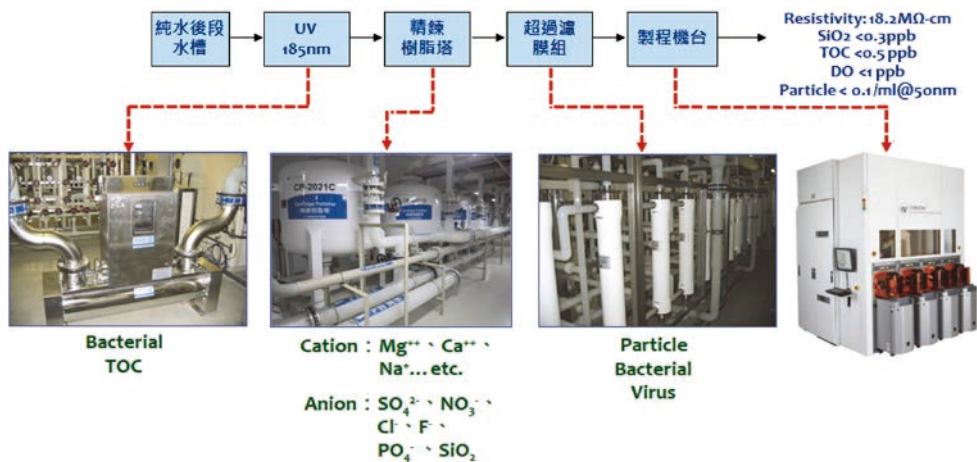 純水後段
水槽
UV
185nm
精鍊
樹脂塔
超過濾
膜組
製程機台
Resistivity: 18.2MΩ-cm
SiO2 <0.3ppb
TOC <0.5 ppb
DO <1 ppb
Particle < 0.1/ml@50nm
CP-2021C
Bacterial
TOC
Cation：Mg⁺⁺、Ca⁺⁺、
Na⁺... etc.
Anion：SO₄²⁻、NO₃⁻、
Cl⁻、F⁻、
PO₄⁻、SiO₂
Particle
Bacterial
Virus